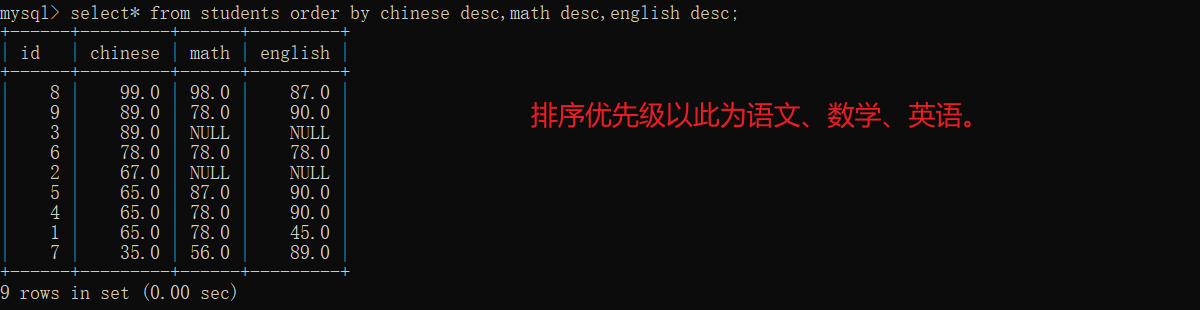 mysql> select* from students order by chinese desc,math desc,english desc;
+------+---------+------+---------+
| id   | chinese | math | english |
+------+---------+------+---------+
|    8 |    99.0 | 98.0 |    87.0 |
|    9 |    89.0 | 78.0 |    90.0 |
|    3 |    89.0 | NULL |    NULL |
|    6 |    78.0 | 78.0 |    78.0 |
|    2 |    67.0 | NULL |    NULL |
|    5 |    65.0 | 87.0 |    90.0 |
|    4 |    65.0 | 78.0 |    90.0 |
|    1 |    65.0 | 78.0 |    45.0 |
|    7 |    35.0 | 56.0 |    89.0 |
+------+---------+------+---------+
9 rows in set (0.00 sec)
排序优先级以此为语文、数学、英语。